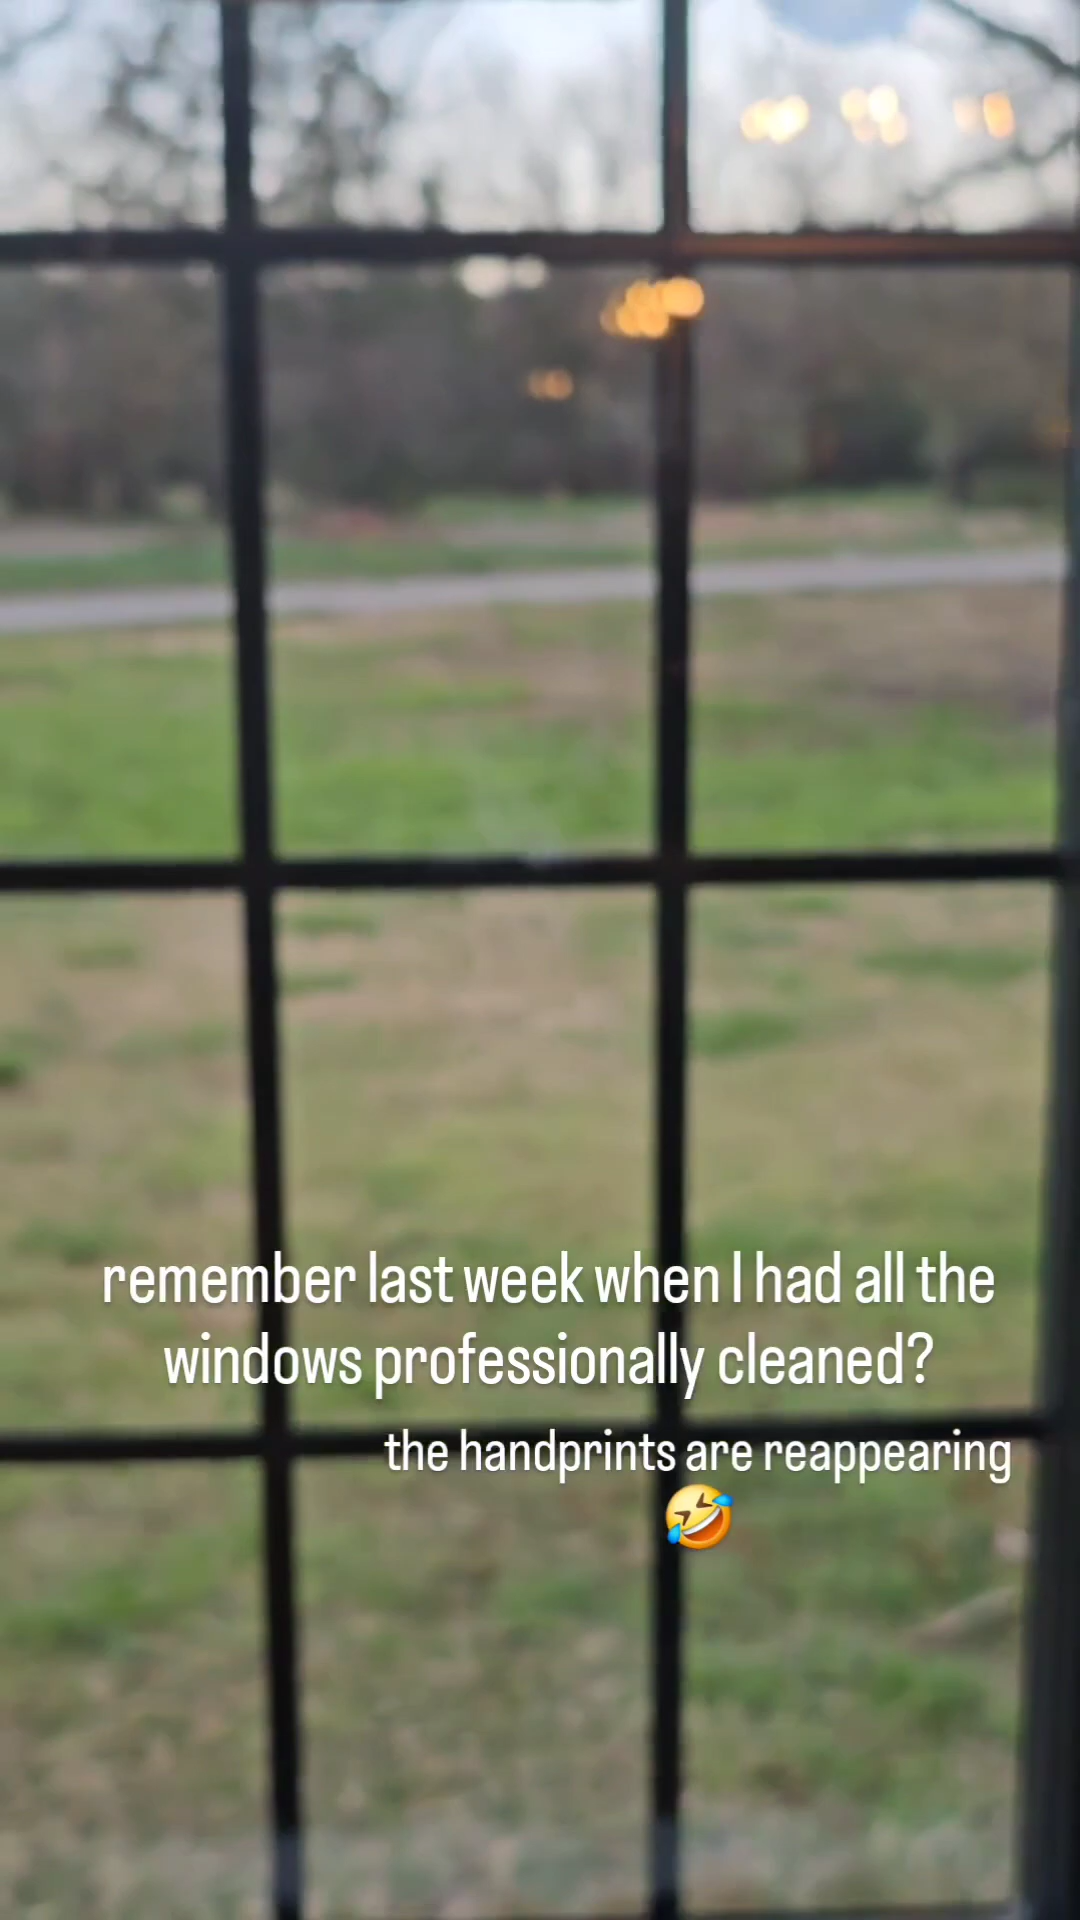 remember last week when I had all the
windows professionally cleaned?
the handprints are reappearing
🤣